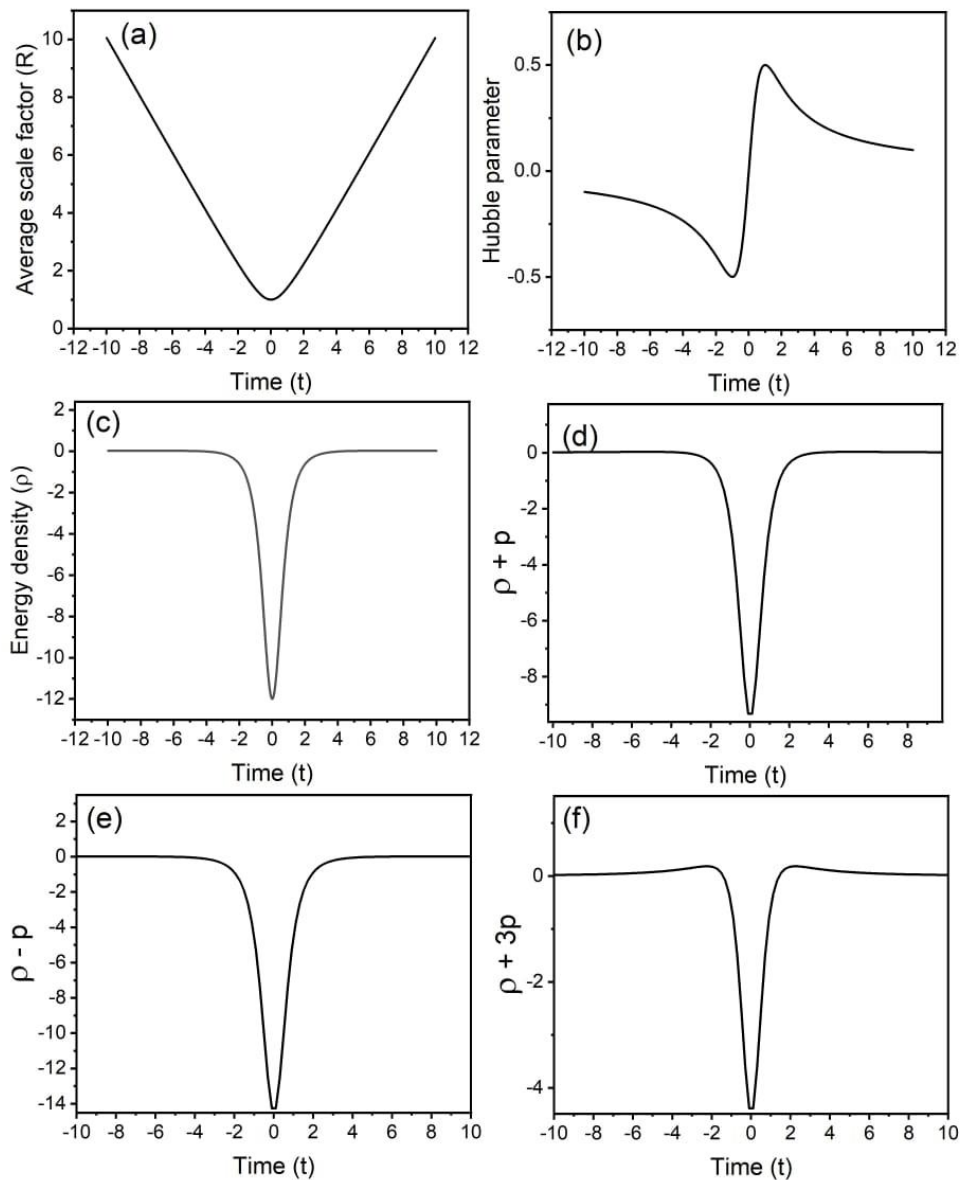 (a)
Average scale factor (R)
10
8
6
4
2
0
-12 -10 -8 -6 -4 -2 0 2 4 6 8 10 12
Time (t)
(b)
Hubble parameter
0.5
0.0
-0.5
-12 -10 -8 -6 -4 -2 0 2 4 6 8 10 12
Time (t)
(c)
Energy density (ρ)
2
0
-2
-4
-6
-8
-10
-12
-12 -10 -8 -6 -4 -2 0 2 4 6 8 10 12
Time (t)
(d)
ρ + p
0
-2
-4
-6
-8
-10 -8 -6 -4 -2 0 2 4 6 8
Time (t)
(e)
ρ - p
2
0
-2
-4
-6
-8
-10
-12
-14
-10 -8 -6 -4 -2 0 2 4 6 8 10
Time (t)
(f)
ρ + 3p
0
-2
-4
-10 -8 -6 -4 -2 0 2 4 6 8 10
Time (t)